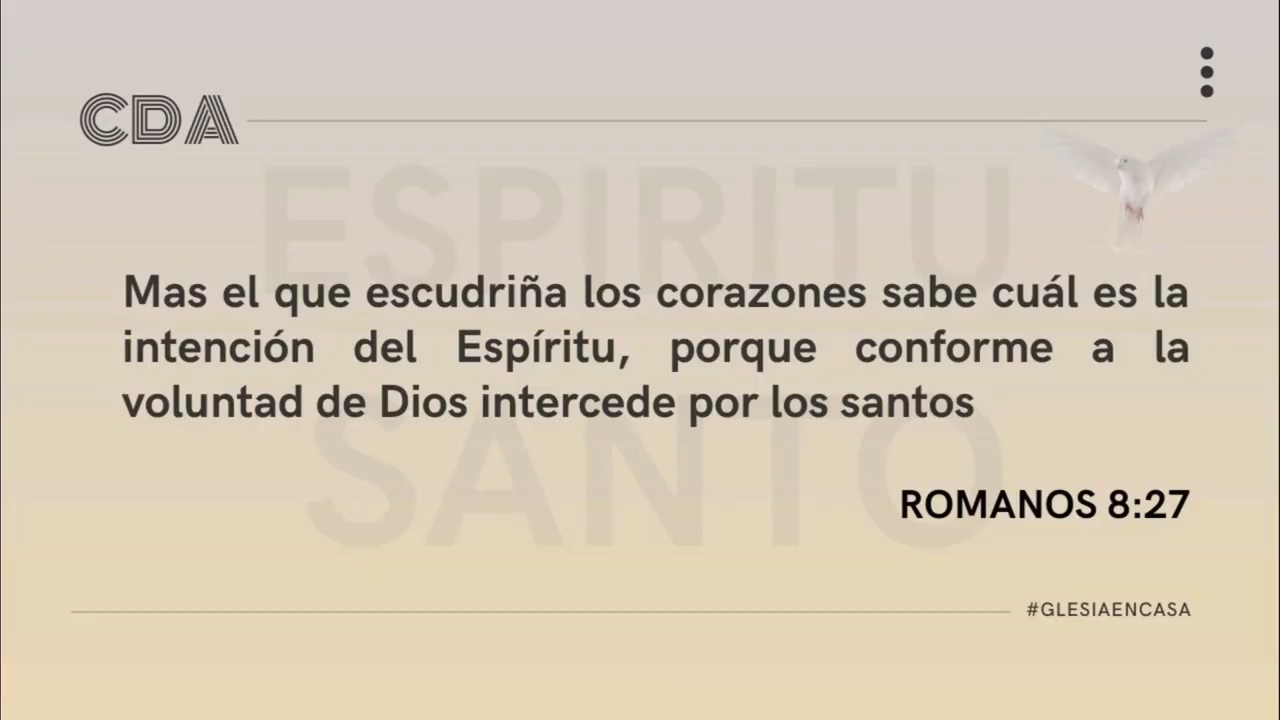 CDA
ESPIRITU
Mas el que escudriña los corazones sabe cuál es la
intención del Espíritu, porque conforme a la
voluntad de Dios intercede por los santos
SANTO
ROMANOS 8:27
#GLESIAENCASA